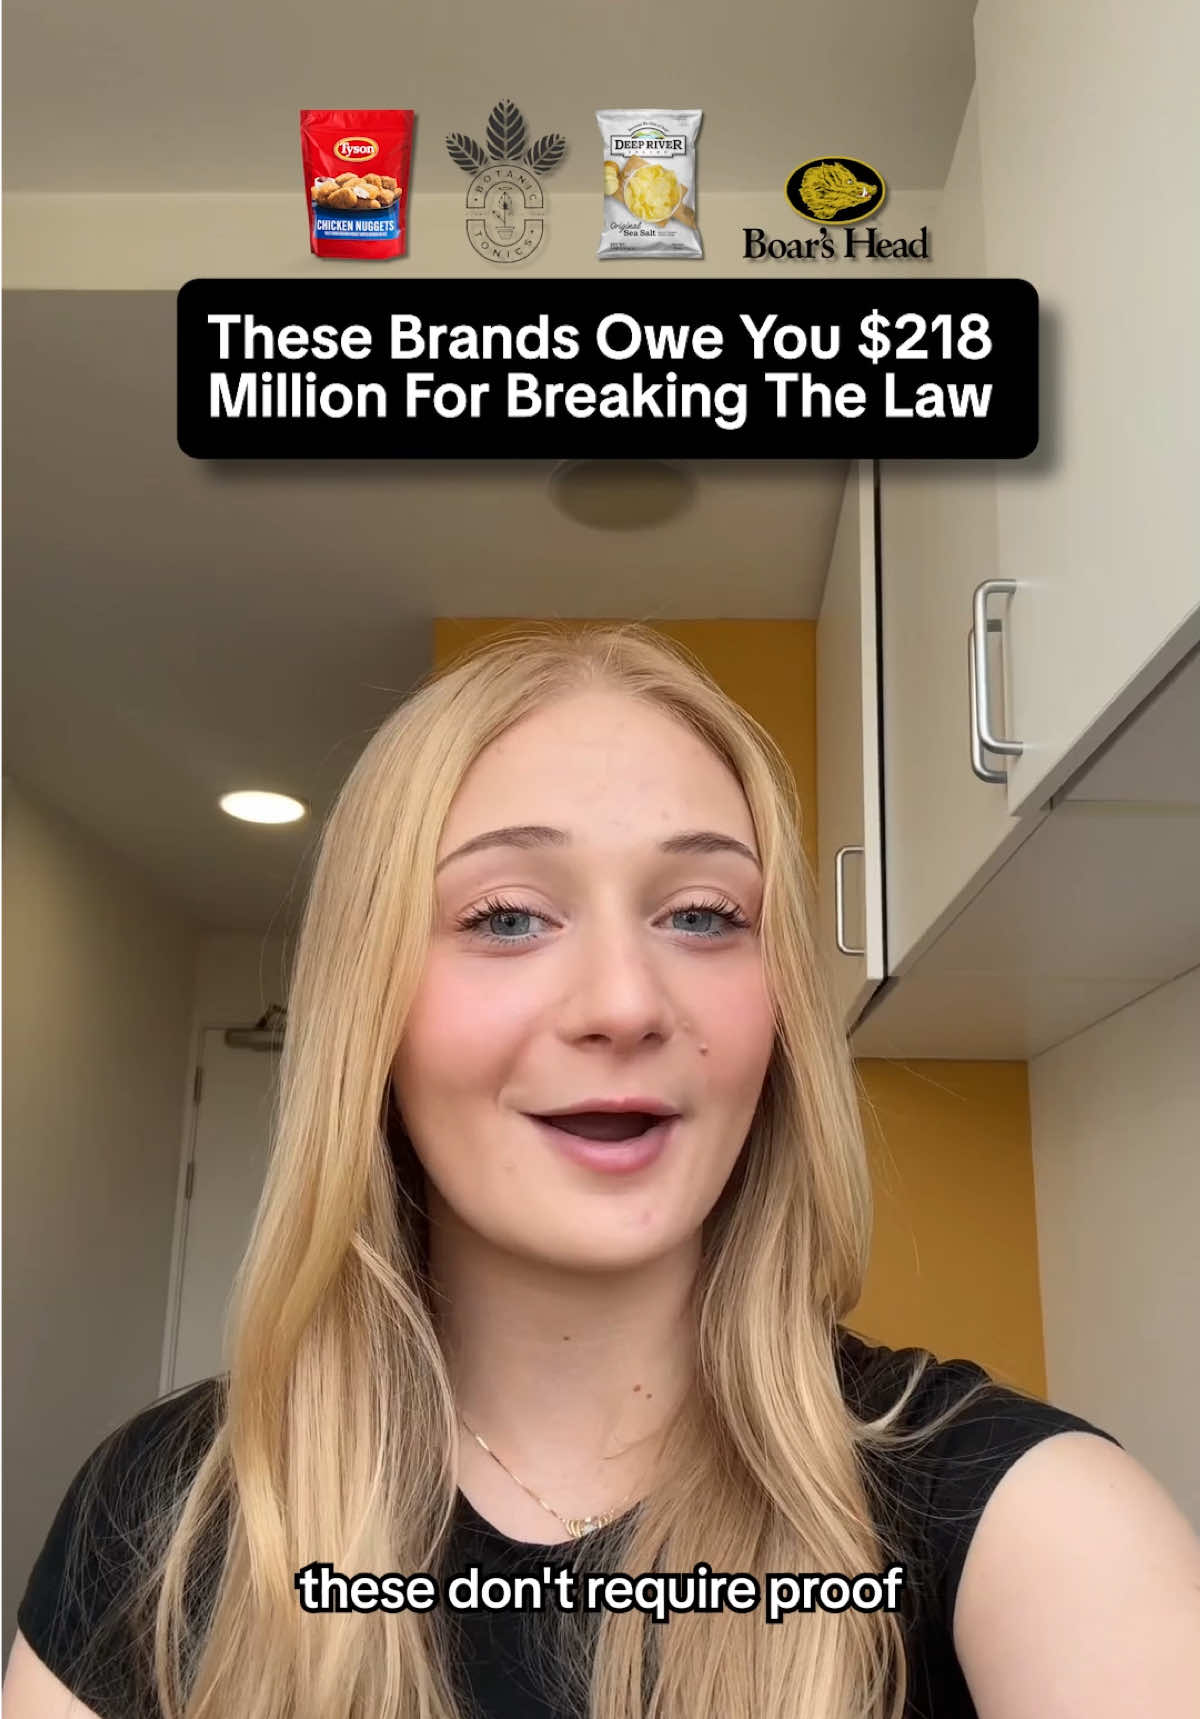 Tyson
CHICKEN NUGGETS
BOTANIC
TONICS
DEEP RIVER
Original
Sea Salt
Boar's Head
These Brands Owe You $218
Million For Breaking The Law
these don't require proof